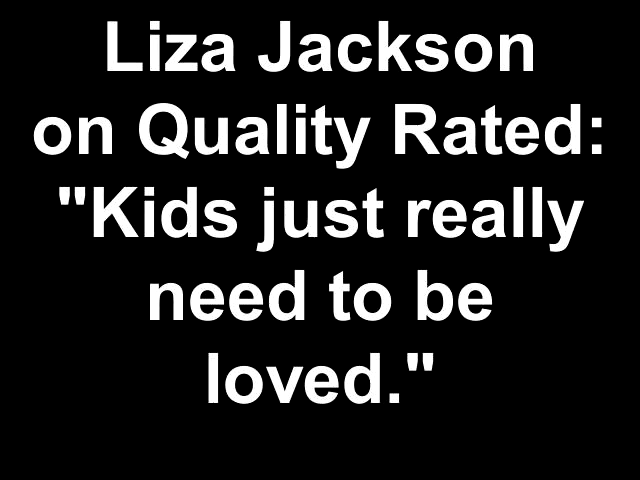 Liza Jackson
on Quality Rated:
"Kids just really
need to be
loved."